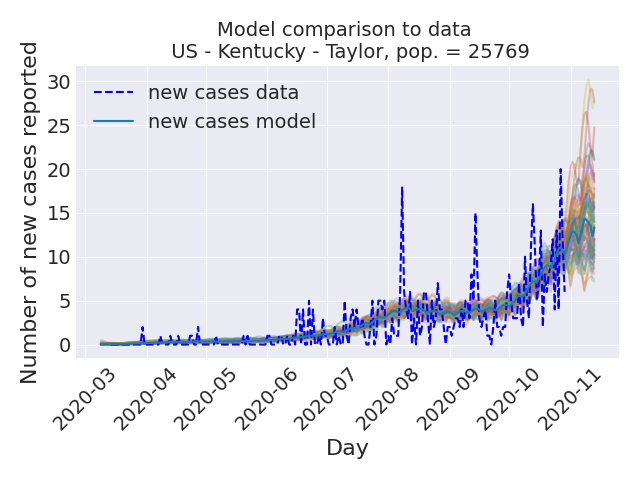 Model comparison to data
US - Kentucky - Taylor, pop. = 25769
Number of new cases reported
30
25
20
15
10
5
0
new cases data
new cases model
2020-03
2020-04
2020-05
2020-06
2020-07
2020-08
2020-09
2020-10
2020-11
Day